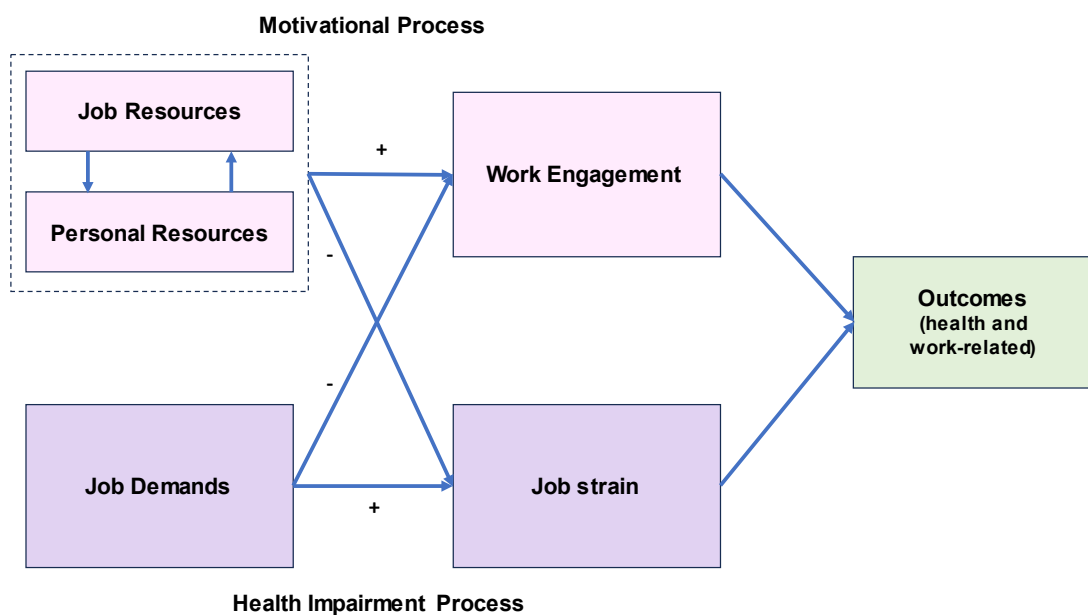 Motivational Process
Job Resources
+
Work Engagement
Personal Resources
-
Outcomes
(health and
work-related)
-
Job Demands
Job strain
+
Health Impairment Process